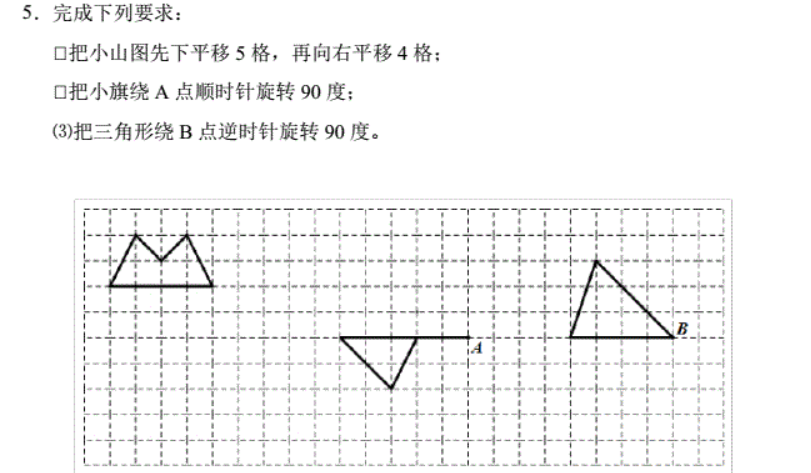 5．完成下列要求：
□把小山图先下平移 5 格，再向右平移 4 格；
□把小旗绕 A 点顺时针旋转 90 度；
⑶把三角形绕 B 点逆时针旋转 90 度。
B
A